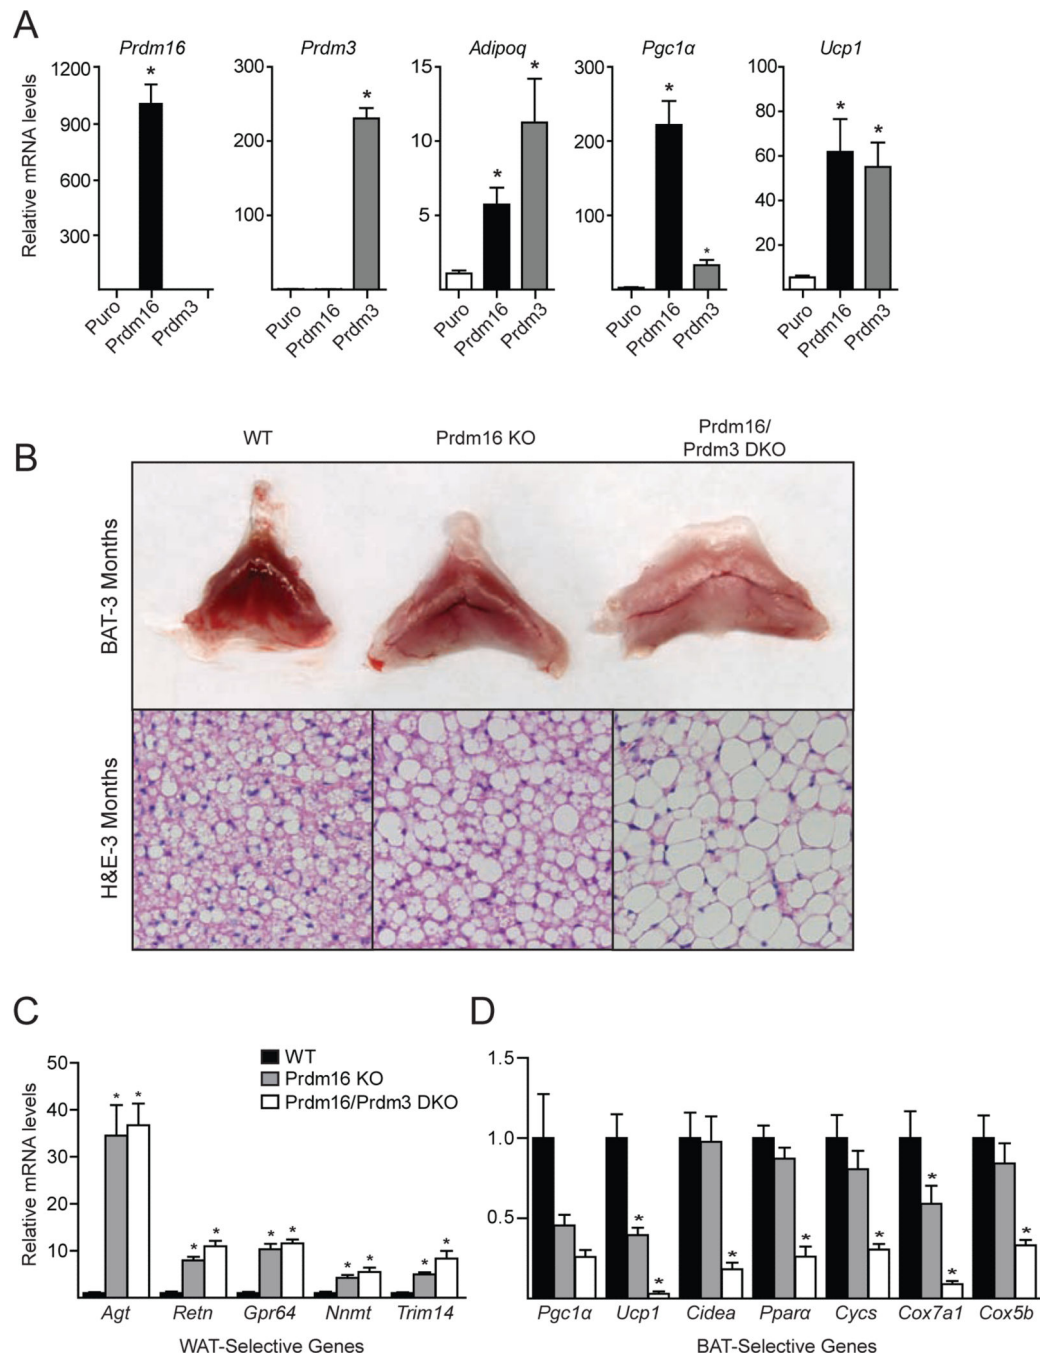 A
Prdm16 Prdm3 Adipoq Pgc1α Ucp1
Relative mRNA levels
1200
900
600
300
*
Puro Prdm16 Prdm3
300
200
100
*
Puro Prdm16 Prdm3
15
10
5
* *
Puro Prdm16 Prdm3
300
200
100
* *
Puro Prdm16 Prdm3
100
80
60
40
20
* *
Puro Prdm16 Prdm3
B
WT Prdm16 KO Prdm16/
Prdm3 DKO
BAT-3 Months
H&E-3 Months
C
Relative mRNA levels
50
40
30
20
10
WT
Prdm16 KO
Prdm16/Prdm3 DKO
* * * * * * * * * *
Agt Retn Gpr64 Nnmt Trim14
WAT-Selective Genes
D
1.5
1.0
0.5
* * * * * * * *
Pgc1α Ucp1 Cidea Pparα Cycs Cox7a1 Cox5b
BAT-Selective Genes